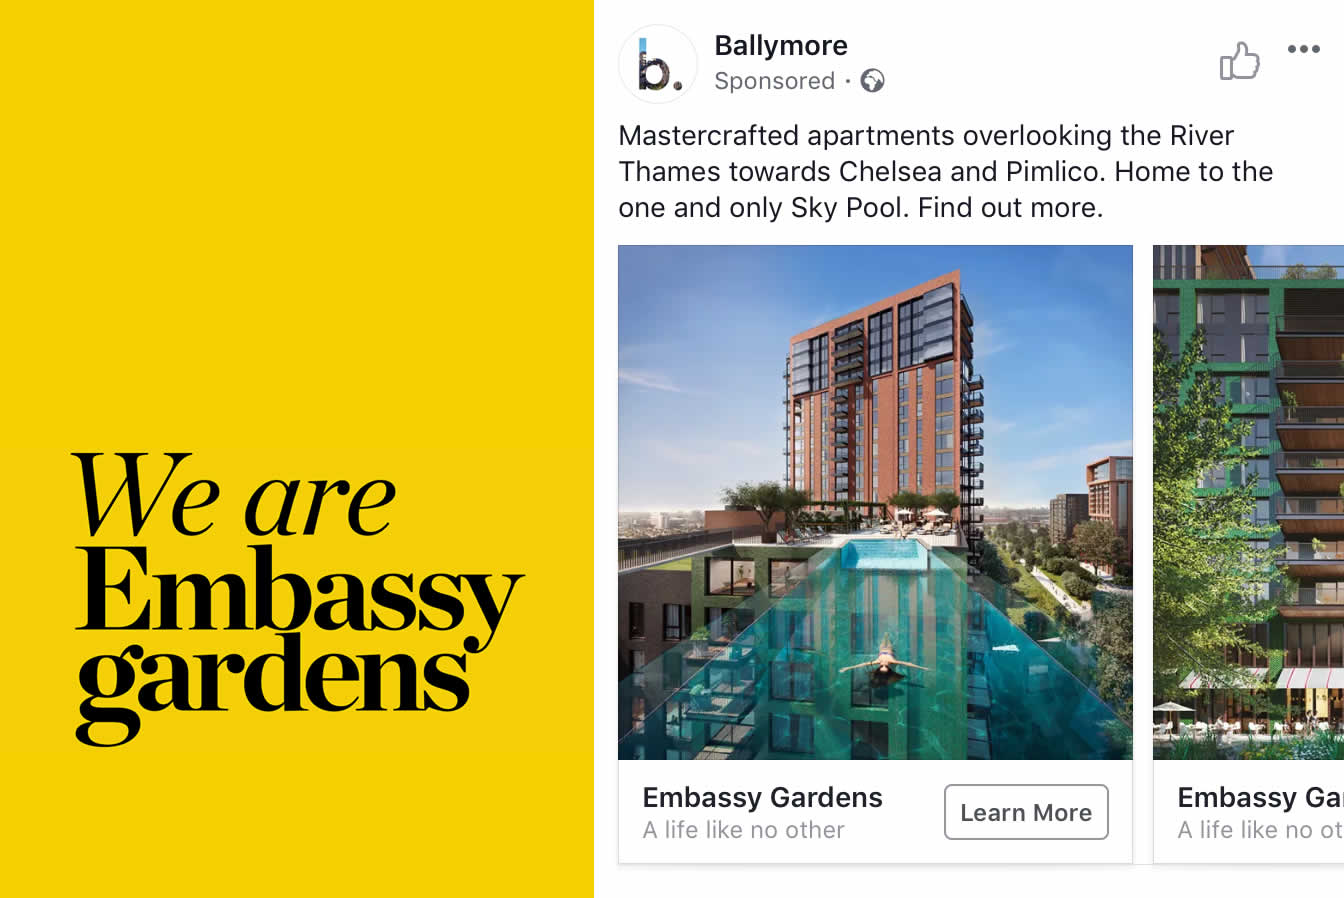 We are
Embassy
gardens
b.
Ballymore
Sponsored ·
Mastercrafted apartments overlooking the River
Thames towards Chelsea and Pimlico. Home to the
one and only Sky Pool. Find out more.
Embassy Gardens
A life like no other
Learn More
Embassy Ga
A life like no ot